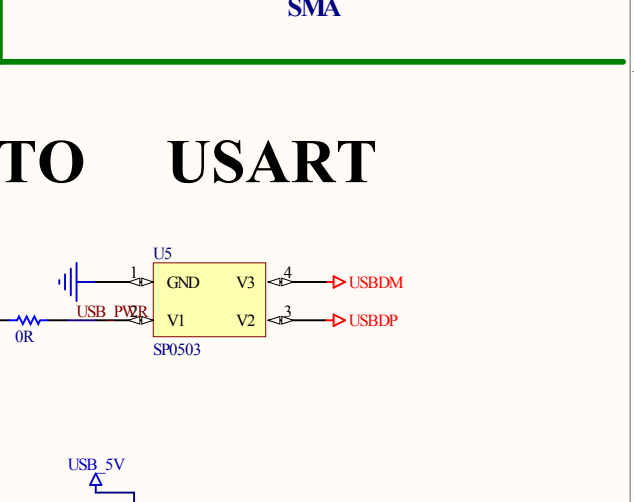 SMA
TO USART
U5
1 GND V3 4 USBDM
USB_PWR
2 V1 V2 3 USBDP
0R
SP0503
USB_5V